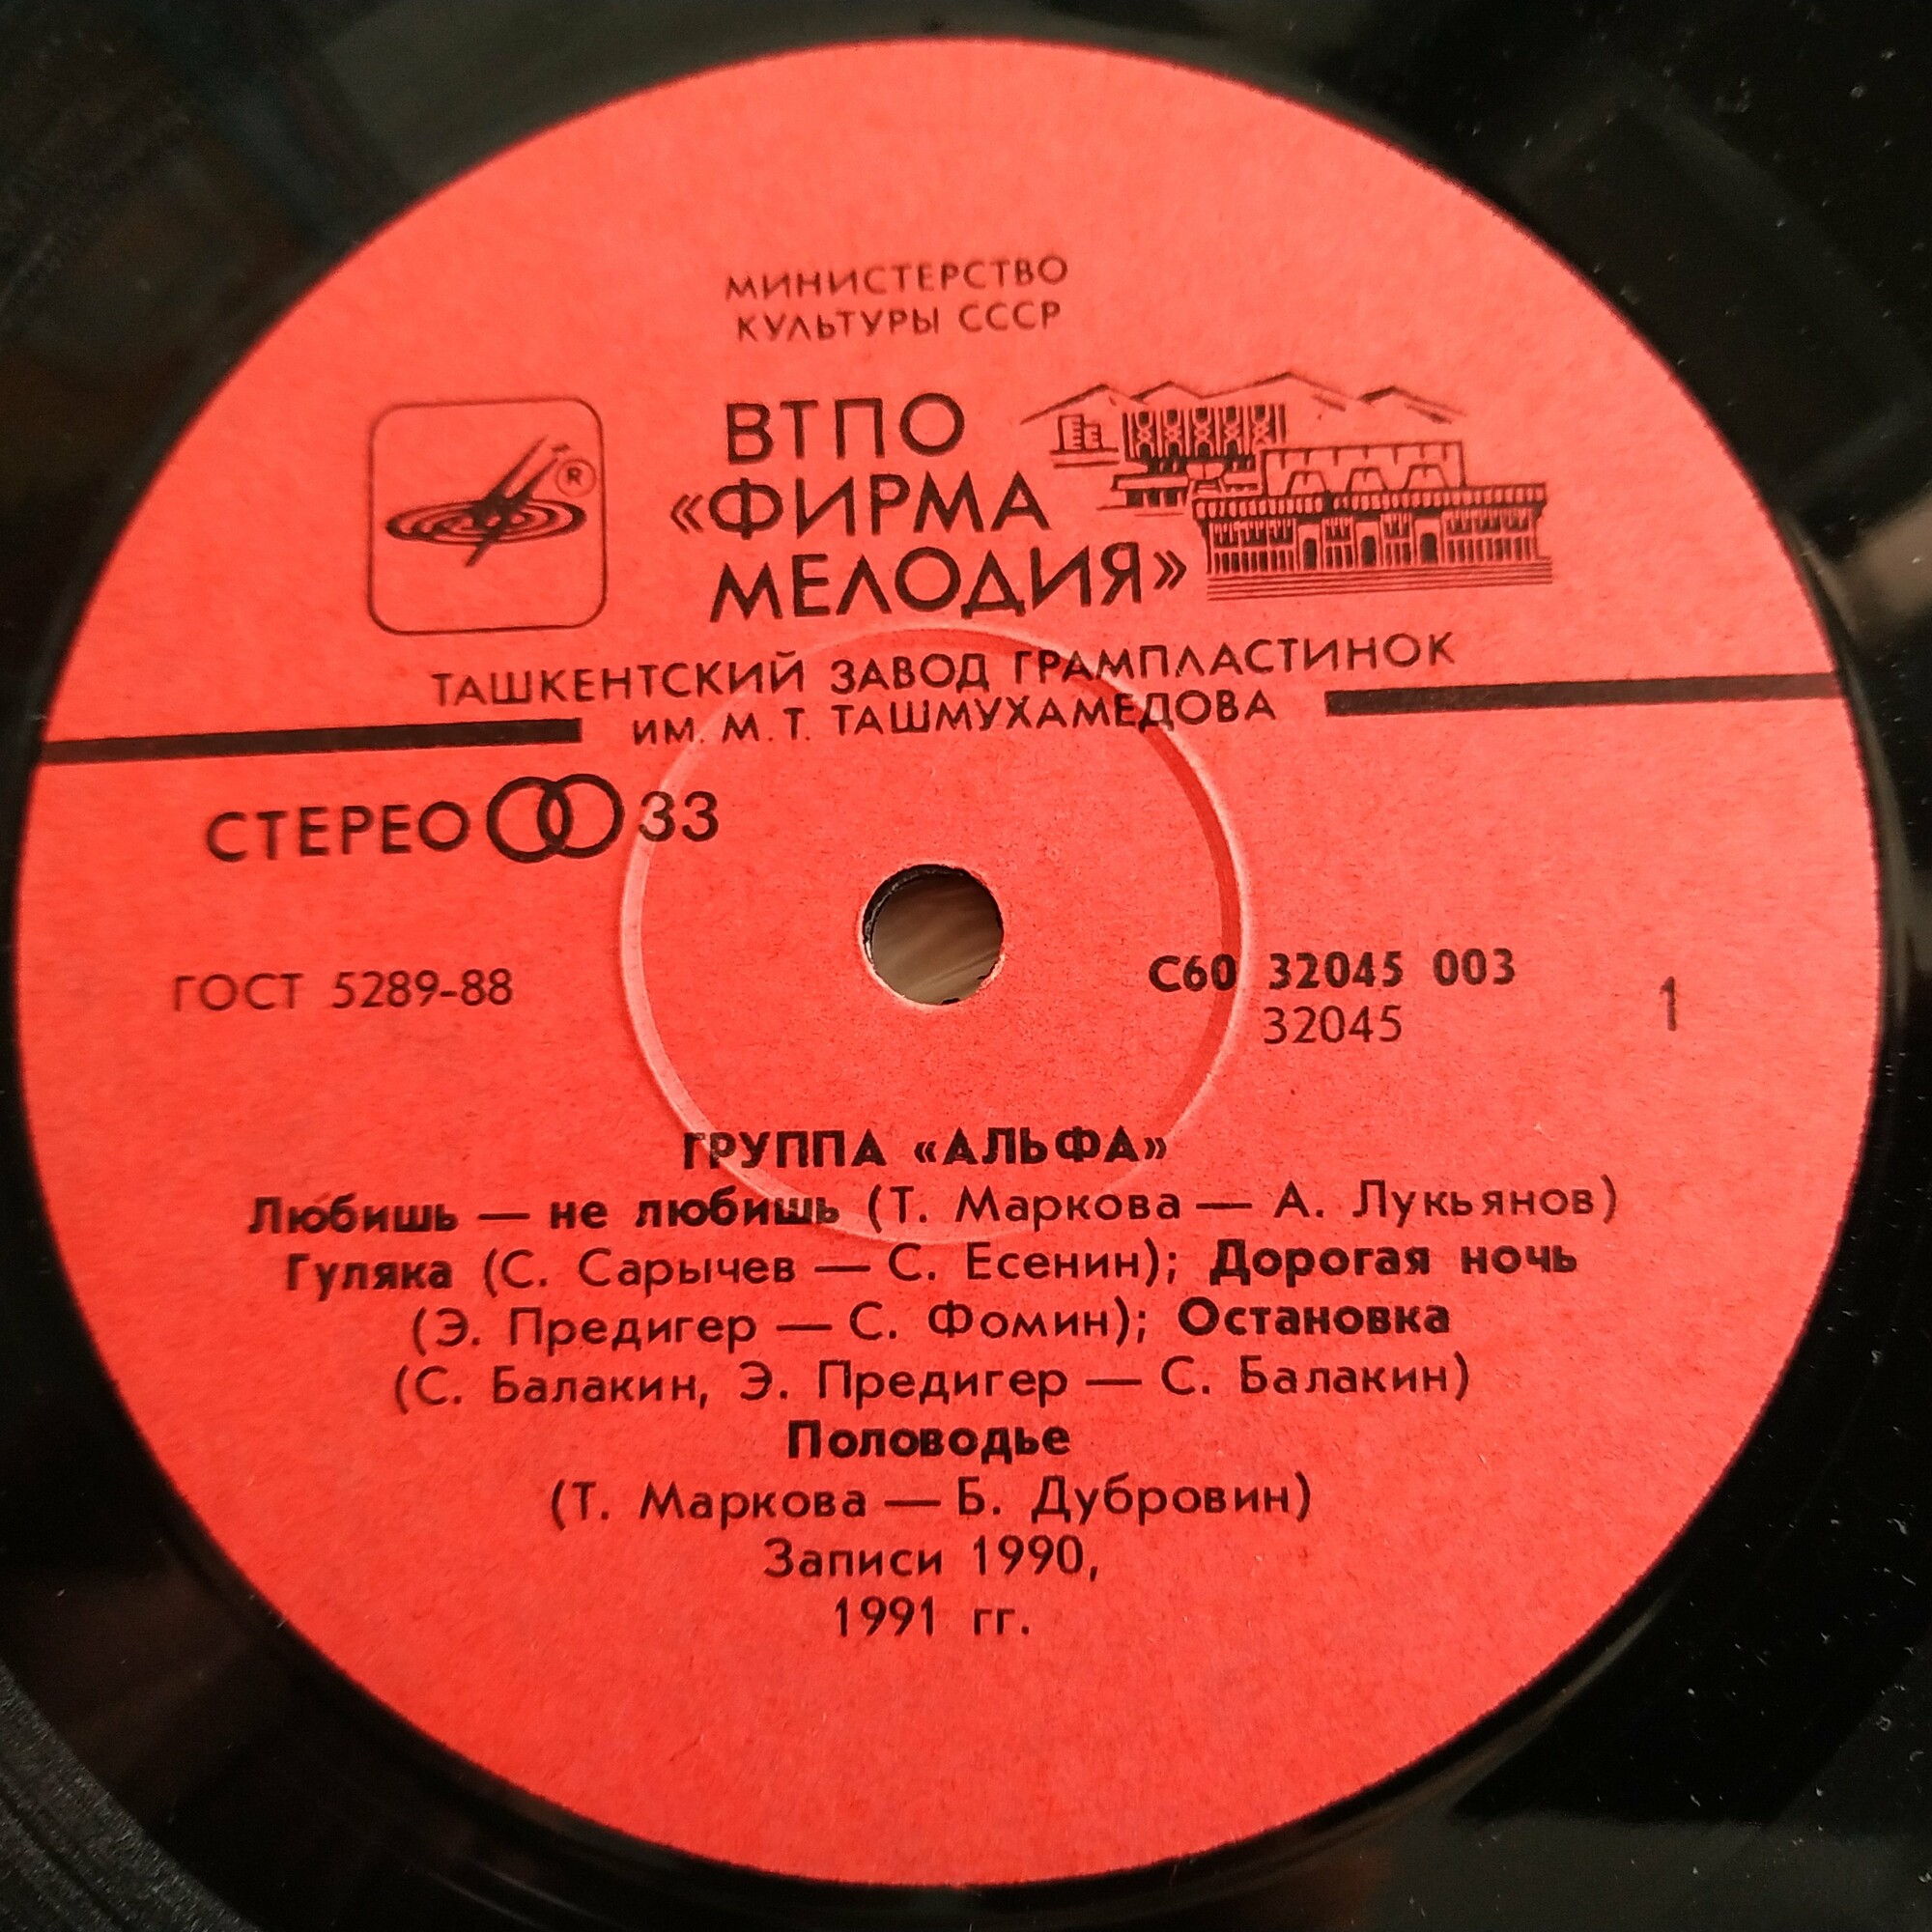 МИНИСТЕРСТВО
КУЛЬТУРЫ СССР
ВТПО
«ФИРМА
МЕЛОДИЯ»
®
ТАШКЕНТСКИЙ ЗАВОД ГРАМПЛАСТИНОК
ИМ. М. Т. ТАШМУХАМЕДОВА
СТЕРЕО 33
ГОСТ 5289-88
С60 32045 003
32045
1
ГРУППА «АЛЬФА»
Любишь — не любишь (Т. Маркова — А. Лукьянов)
Гуляка (С. Сарычев — С. Есенин); Дорогая ночь
(Э. Предигер — С. Фомин); Остановка
(С. Балакин, Э. Предигер — С. Балакин)
Половодье
(Т. Маркова — Б. Дубровин)
Записи 1990,
1991 гг.